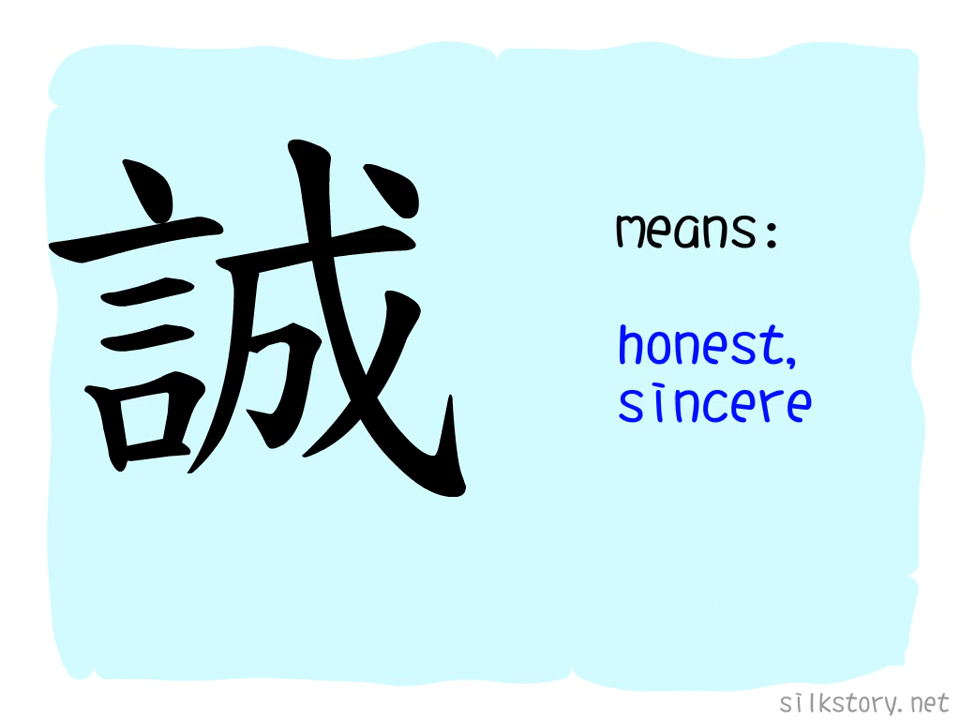 誠
means:
honest,
sincere
silkstory.net